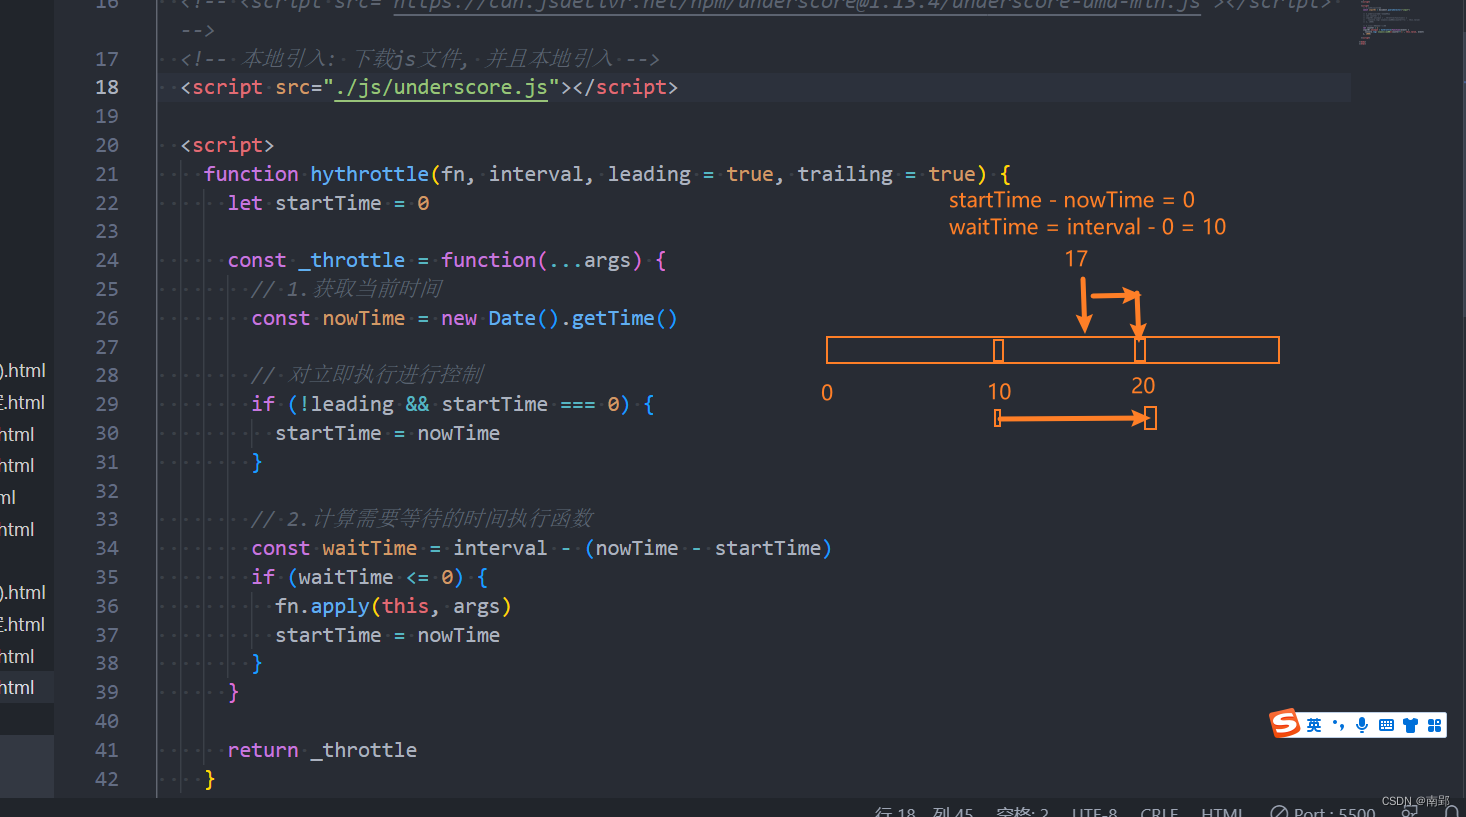 16 <!-- <script src="https://cdn.jsdelivr.net/npm/underscore@1.13.4/underscore-umd-min.js"></script>
-->
17 <!-- 本地引入: 下载js文件, 并且本地引入 -->
18 <script src="./js/underscore.js"></script>
19
20 <script>
21 function hythrottle(fn, interval, leading = true, trailing = true) {
22 let startTime = 0
23
24 const _throttle = function(...args) {
25 // 1.获取当前时间
26 const nowTime = new Date().getTime()
27
28 // 对立即执行进行控制
29 if (!leading && startTime === 0) {
30 startTime = nowTime
31 }
32
33 // 2.计算需要等待的时间执行函数
34 const waitTime = interval - (nowTime - startTime)
35 if (waitTime <= 0) {
36 fn.apply(this, args)
37 startTime = nowTime
38 }
39 }
40
41 return _throttle
42 }
startTime - nowTime = 0
waitTime = interval - 0 = 10
17
0
10
20
).html
.html
html
html
ml
html
).html
.html
html
html
英
行 18, 列 45 空格: 2 UTF-8 CRLF HTML Port : 5500
CSDN @南郢